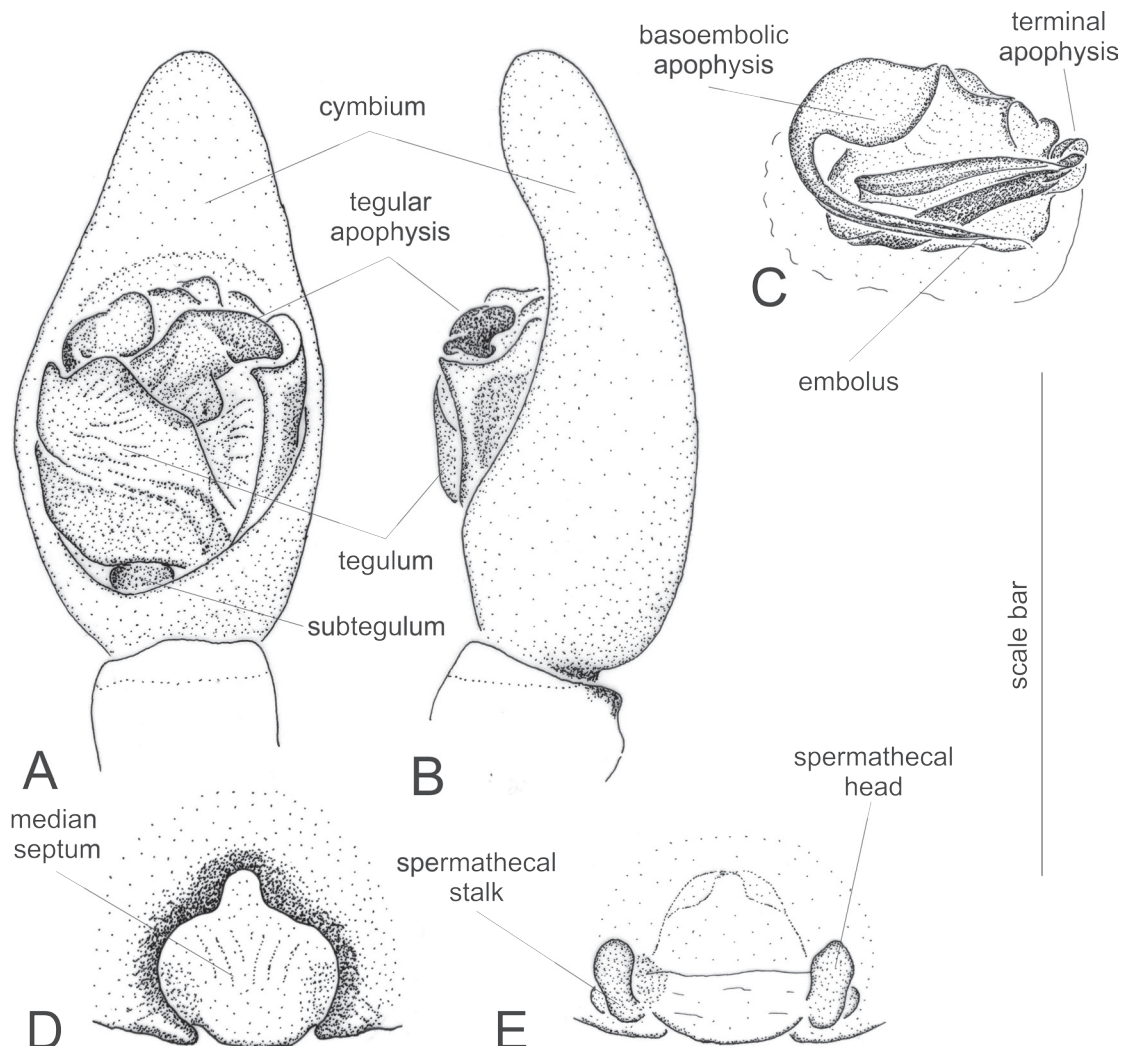 basoembolic
apophysis
terminal
apophysis
cymbium
tegular
apophysis
C
embolus
tegulum
subtegulum
scale bar
A
B
median
septum
spermathecal
head
spermathecal
stalk
D
E